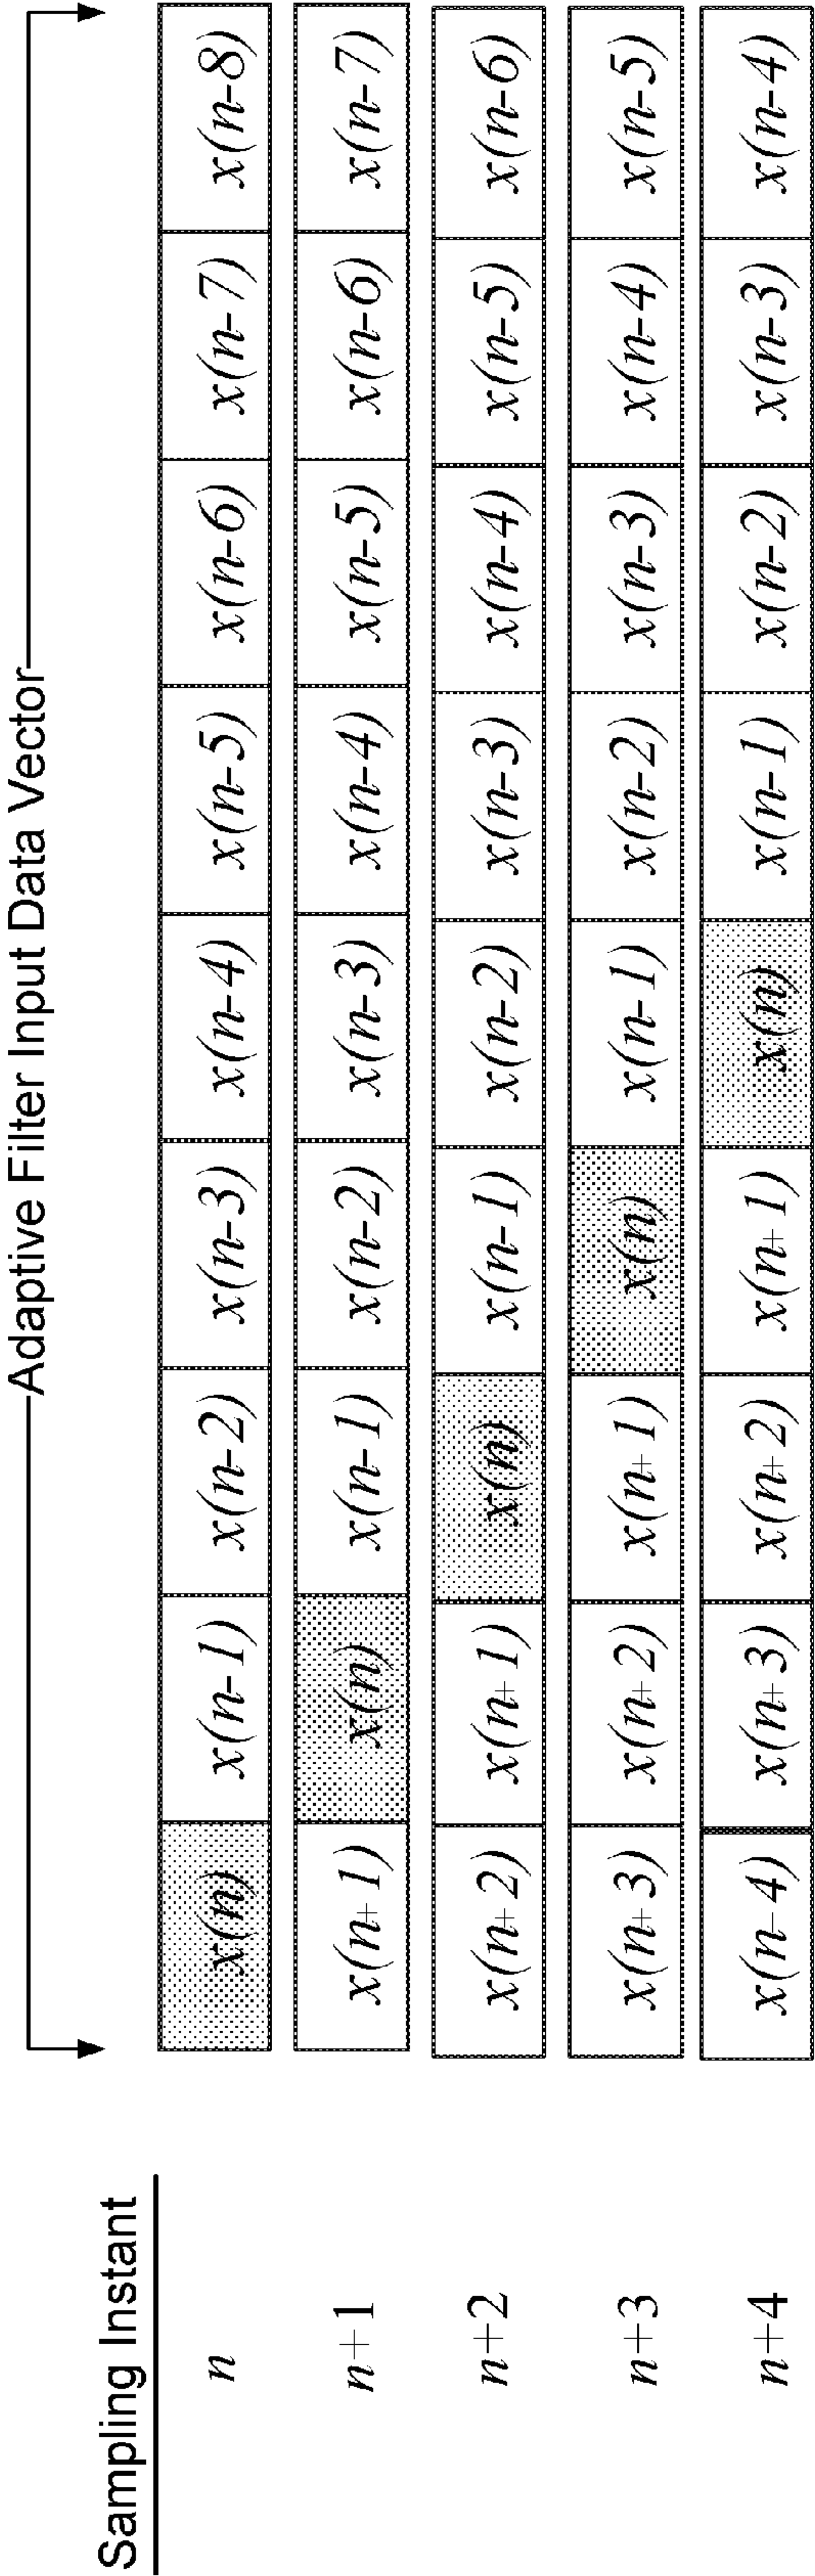 Adaptive Filter Input Data Vector
Sampling Instant
n x(n) x(n-1) x(n-2) x(n-3) x(n-4) x(n-5) x(n-6) x(n-7) x(n-8)
n+1 x(n+1) x(n) x(n-1) x(n-2) x(n-3) x(n-4) x(n-5) x(n-6) x(n-7)
n+2 x(n+2) x(n+1) x(n) x(n-1) x(n-2) x(n-3) x(n-4) x(n-5) x(n-6)
n+3 x(n+3) x(n+2) x(n+1) x(n) x(n-1) x(n-2) x(n-3) x(n-4) x(n-5)
n+4 x(n-4) x(n+3) x(n+2) x(n+1) x(n) x(n-1) x(n-2) x(n-3) x(n-4)